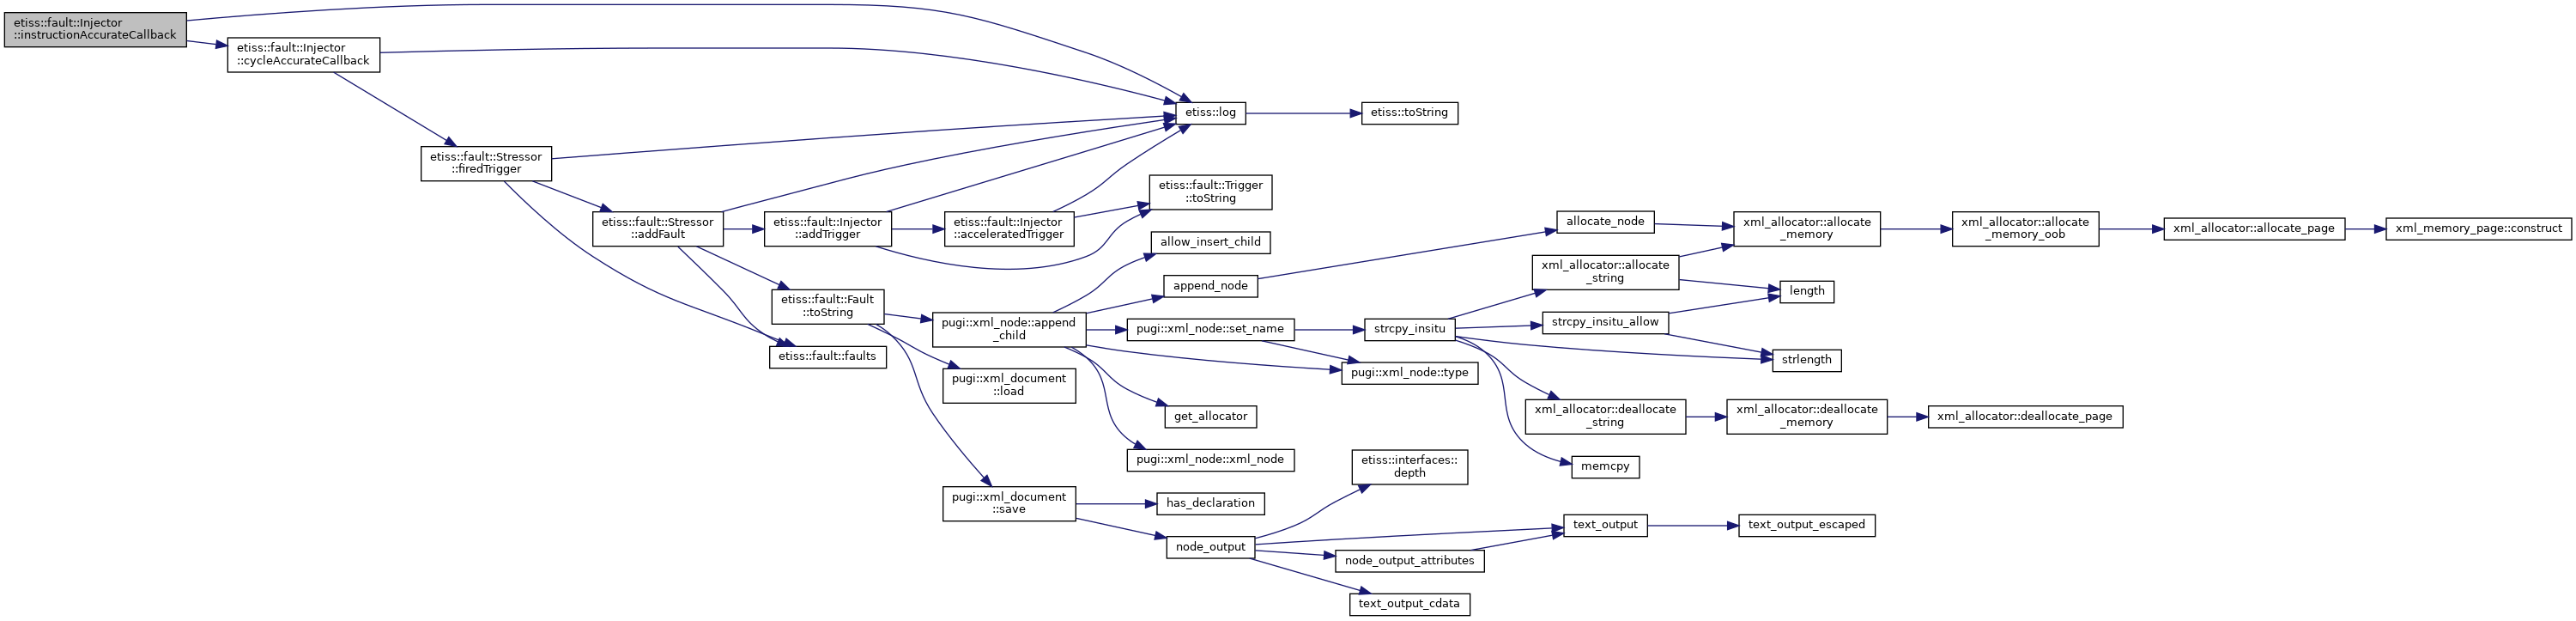 etiss::fault::Injector
::instructionAccurateCallback
etiss::fault::Injector
::cycleAccurateCallback
etiss::fault::Stressor
::firedTrigger
etiss::fault::Stressor
::addFault
etiss::fault::Injector
::addTrigger
etiss::fault::Injector
::acceleratedTrigger
etiss::log
etiss::toString
etiss::fault::Trigger
::toString
etiss::fault::Fault
::toString
etiss::fault::faults
pugi::xml_node::append
_child
pugi::xml_document
::load
pugi::xml_document
::save
allow_insert_child
append_node
pugi::xml_node::set_name
pugi::xml_node::type
get_allocator
pugi::xml_node::xml_node
has_declaration
node_output
strcpy_insitu
etiss::interfaces::
depth
node_output_attributes
text_output_cdata
allocate_node
xml_allocator::allocate
_string
strcpy_insitu_allow
xml_allocator::deallocate
_string
memcpy
text_output
text_output_escaped
xml_allocator::allocate
_memory
length
strlength
xml_allocator::deallocate
_memory
xml_allocator::allocate
_memory_oob
xml_allocator::deallocate_page
xml_allocator::allocate_page
xml_memory_page::construct